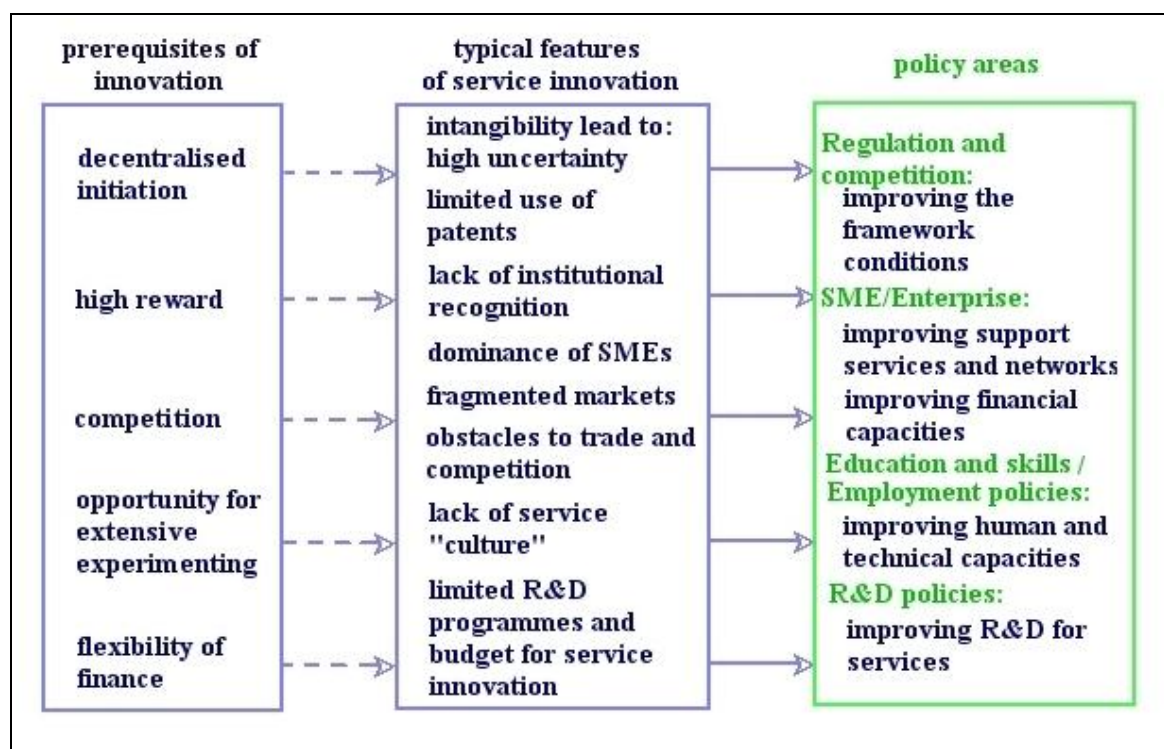 prerequisites of
innovation
decentralised
initiation
high reward
competition
opportunity for
extensive
experimenting
flexibility of
finance
typical features
of service innovation
intangibility lead to:
high uncertainty
limited use of
patents
lack of institutional
recognition
dominance of SMEs
fragmented markets
obstacles to trade and
competition
lack of service
"culture"
limited R&D
programmes and
budget for service
innovation
policy areas
Regulation and
competition:
improving the
framework
conditions
SME/Enterprise:
improving support
services and networks
improving financial
capacities
Education and skills /
Employment policies:
improving human and
technical capacities
R&D policies:
improving R&D for
services